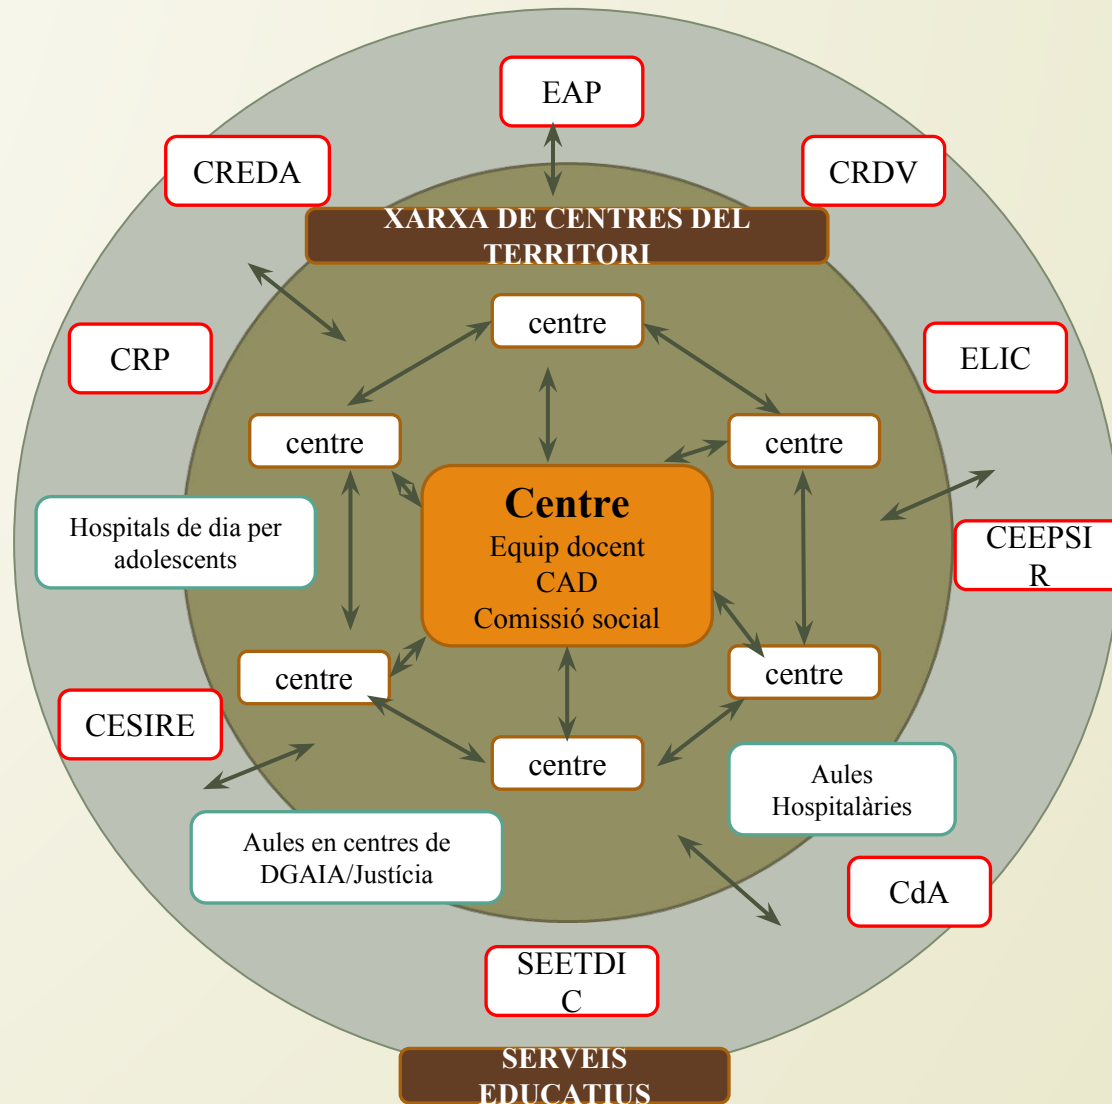 EAP
CREDA
CRDV
XARXA DE CENTRES DEL
TERRITORI
centre
CRP
ELIC
centre
centre
Centre
Equip docent
CAD
Comissió social
Hospitals de dia per
adolescents
CEEPSI
R
centre
centre
CESIRE
centre
Aules
Hospitalàries
Aules en centres de
DGAIA/Justícia
CdA
SEETDI
C
SERVEIS
EDUCATIUS